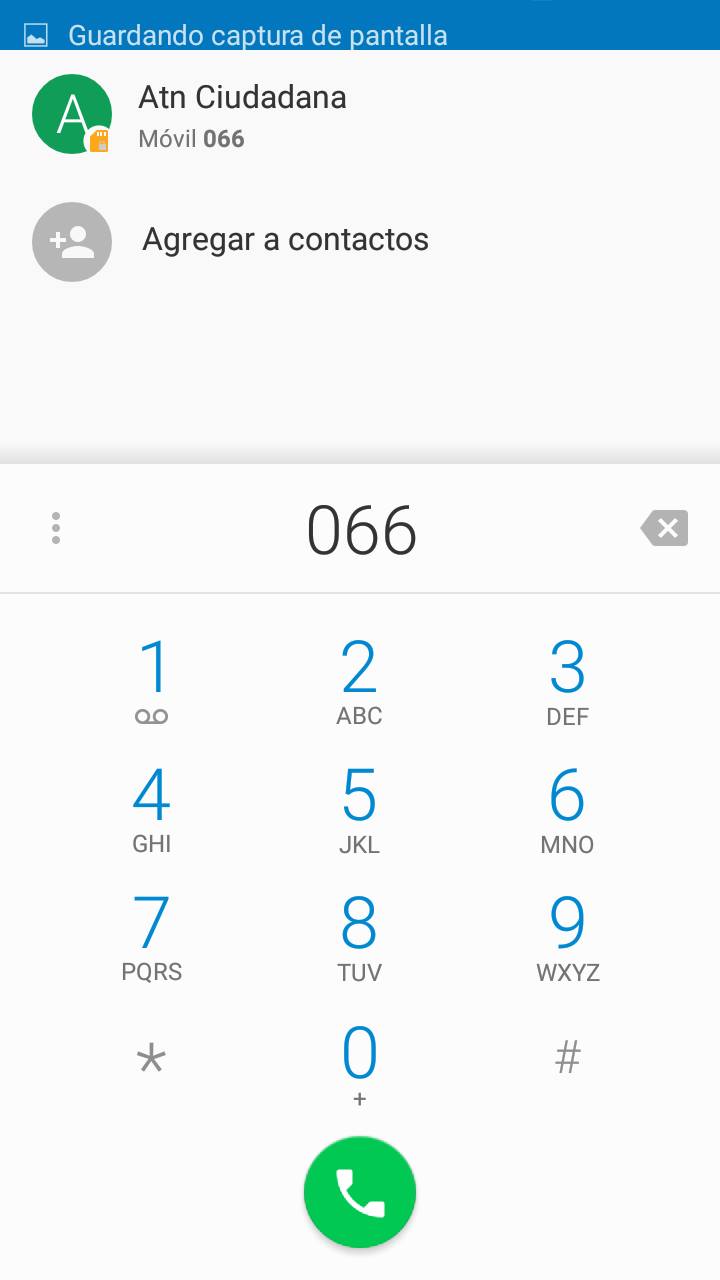 Guardando captura de pantalla
A
Atn Ciudadana
Móvil 066
Agregar a contactos
066
1 2 3
ABC DEF
4 5 6
GHI JKL MNO
7 8 9
PQRS TUV WXYZ
* 0 #
+